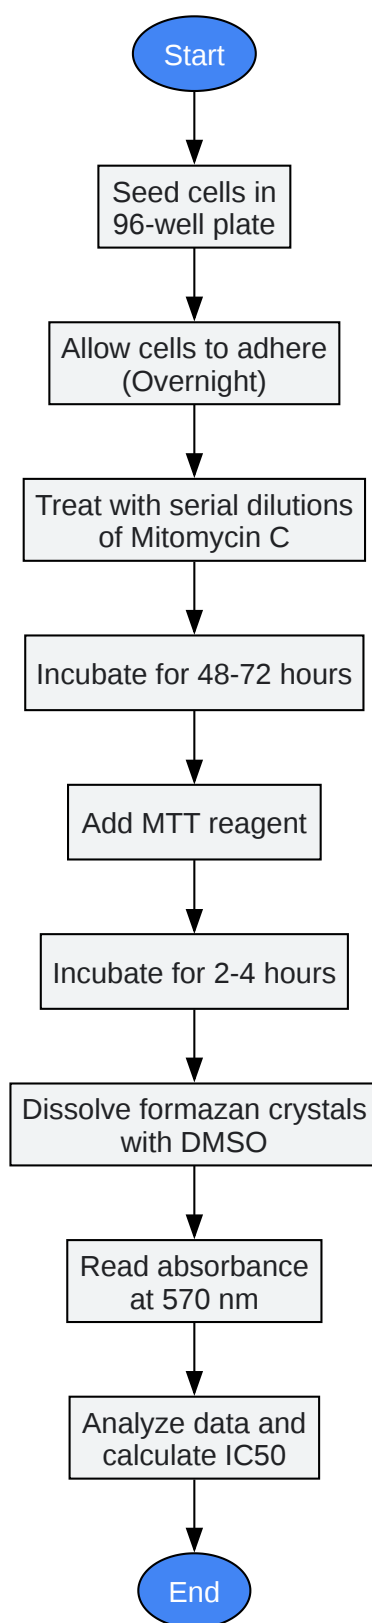 Start
Seed cells in
96-well plate
Allow cells to adhere
(Overnight)
Treat with serial dilutions
of Mitomycin C
Incubate for 48-72 hours
Add MTT reagent
Incubate for 2-4 hours
Dissolve formazan crystals
with DMSO
Read absorbance
at 570 nm
Analyze data and
calculate IC50
End